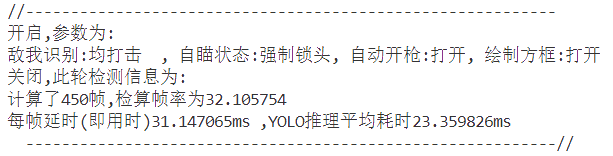 //-------------------------------------------------------
开启,参数为:
敌我识别:均打击  , 自瞄状态:强制锁头, 自动开枪:打开, 绘制方框:打开
关闭,此轮检测信息为:
计算了450帧,检算帧率为32.105754
每帧延时(即用时)31.147065ms ,YOLO推理平均耗时23.359826ms
-------------------------------------------------------//